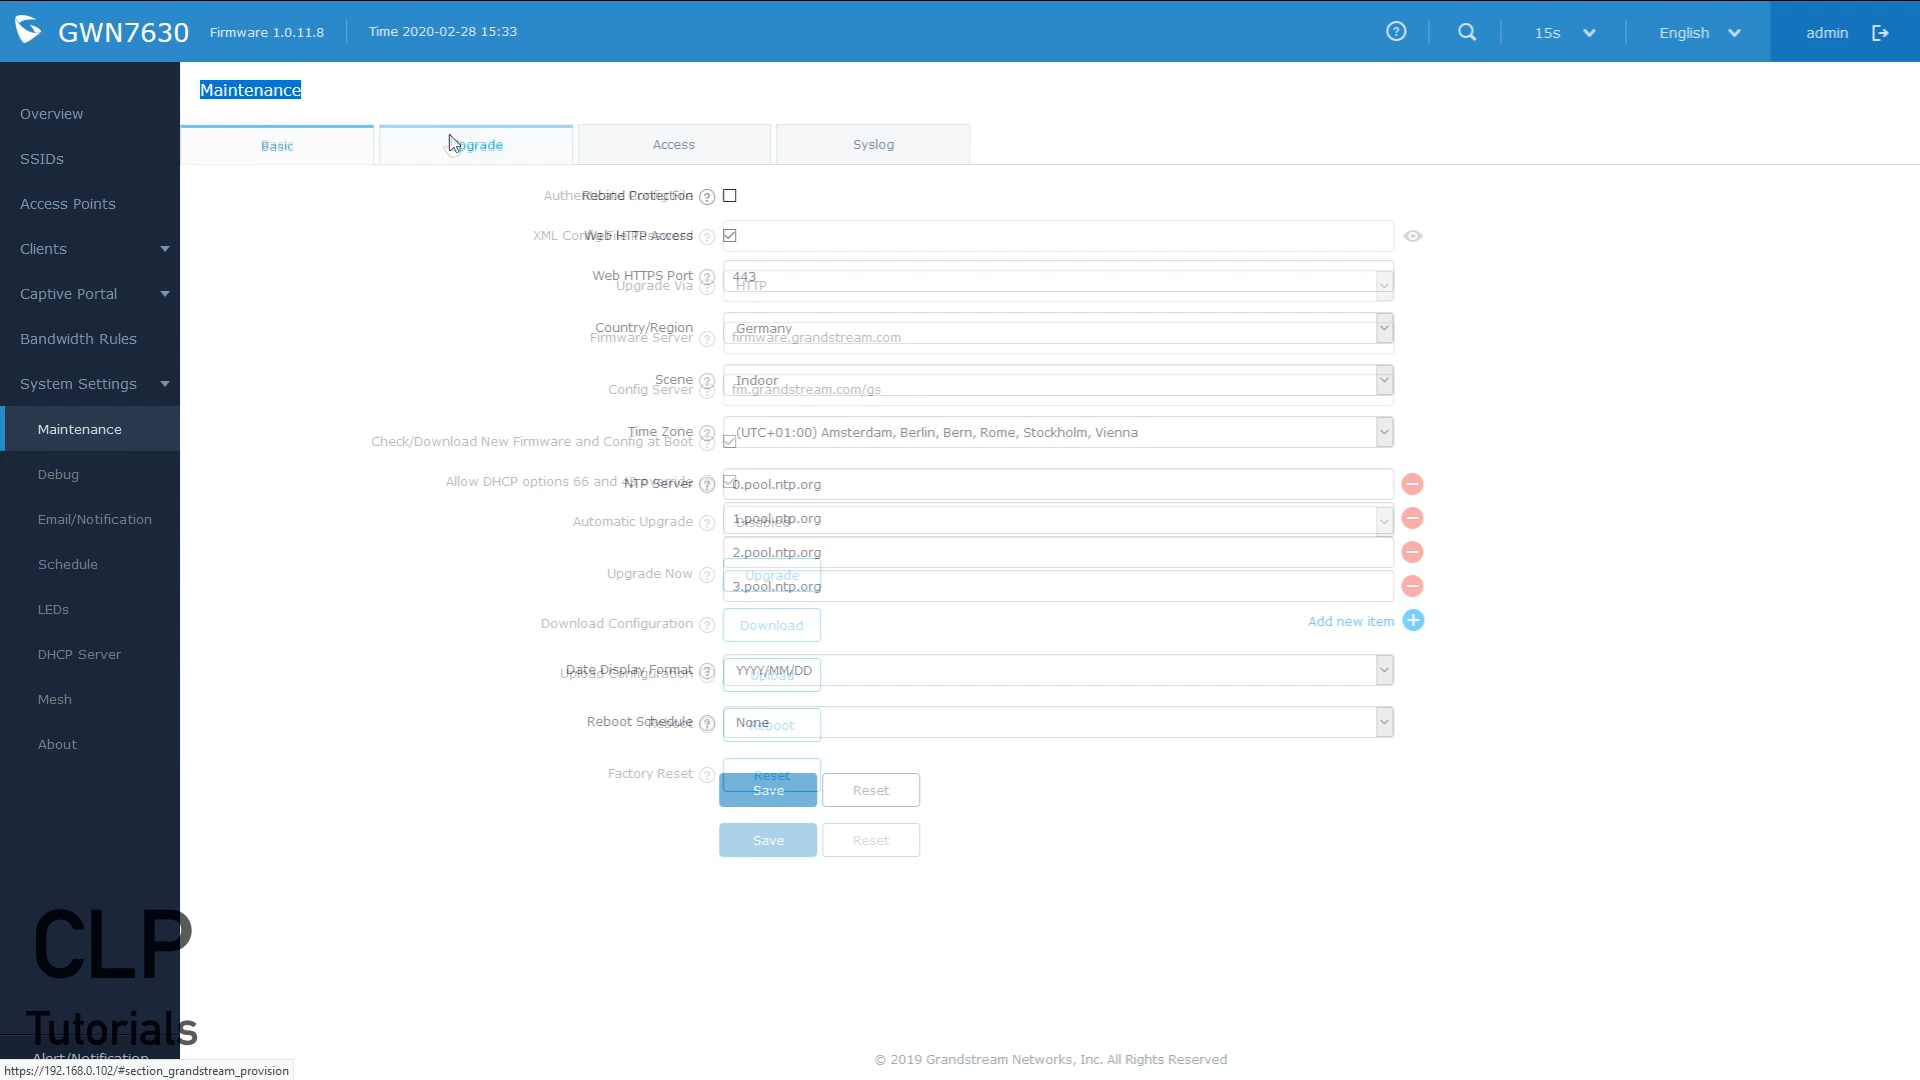 GWN7630 Firmware 1.0.11.8 Time 2020-02-28 15:33 15s English admin
Maintenance
Basic Upgrade Access Syslog
Overview
SSIDs
Access Points
Clients
Captive Portal
Bandwidth Rules
System Settings
Maintenance
Debug
Email/Notification
Schedule
LEDs
DHCP Server
Mesh
About
Alert/Notification
Web HTTP Access
XML Config File Password
Web HTTPS Port 443
Upgrade Via HTTP
Country/Region Germany
Firmware Server firmware.grandstream.com
Scene Indoor
Config Server fm.grandstream.com/gs
Time Zone (UTC+01:00) Amsterdam, Berlin, Bern, Rome, Stockholm, Vienna
Check/Download New Firmware and Config at Boot
NTP Server 0.pool.ntp.org
Allow DHCP options 66 and 43 override
1.pool.ntp.org
Automatic Upgrade Disabled
2.pool.ntp.org
Upgrade Now Upgrade
3.pool.ntp.org
Download Configuration Download
Add new item
Date Display Format YYYY/MM/DD
Upload Configuration Upload
Reboot Schedule None
Reboot Reboot
Factory Reset Reset
Save Reset
Save Reset
CLP
Tutorials
© 2019 Grandstream Networks, Inc. All Rights Reserved
https://192.168.0.102/#section_grandstream_provision